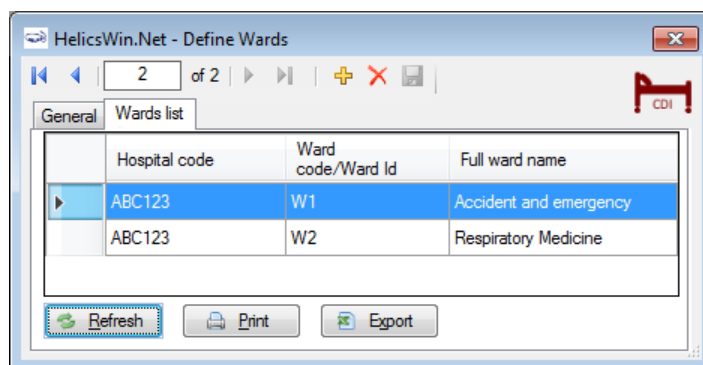 HelicsWin.Net - Define Wards
2 of 2
CDI
General Wards list
Hospital code Ward code/Ward Id Full ward name
ABC123 W1 Accident and emergency
ABC123 W2 Respiratory Medicine
Refresh Print Export